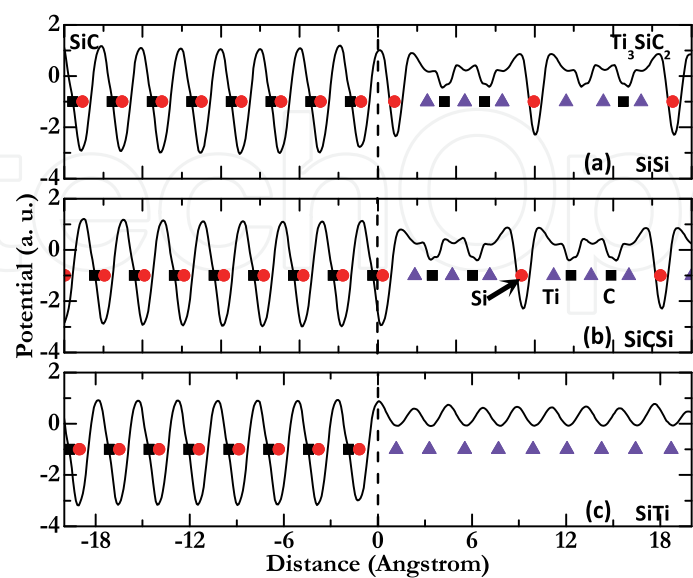 SiC
Ti3SiC2
2
0
-2
-4
(a)
SiSi
2
0
-2
-4
Si
Ti
C
(b)
SiCSi
2
0
-2
-4
(c)
SiTi
-18
-12
-6
0
6
12
18
Potential (a. u.)
Distance (Angstrom)